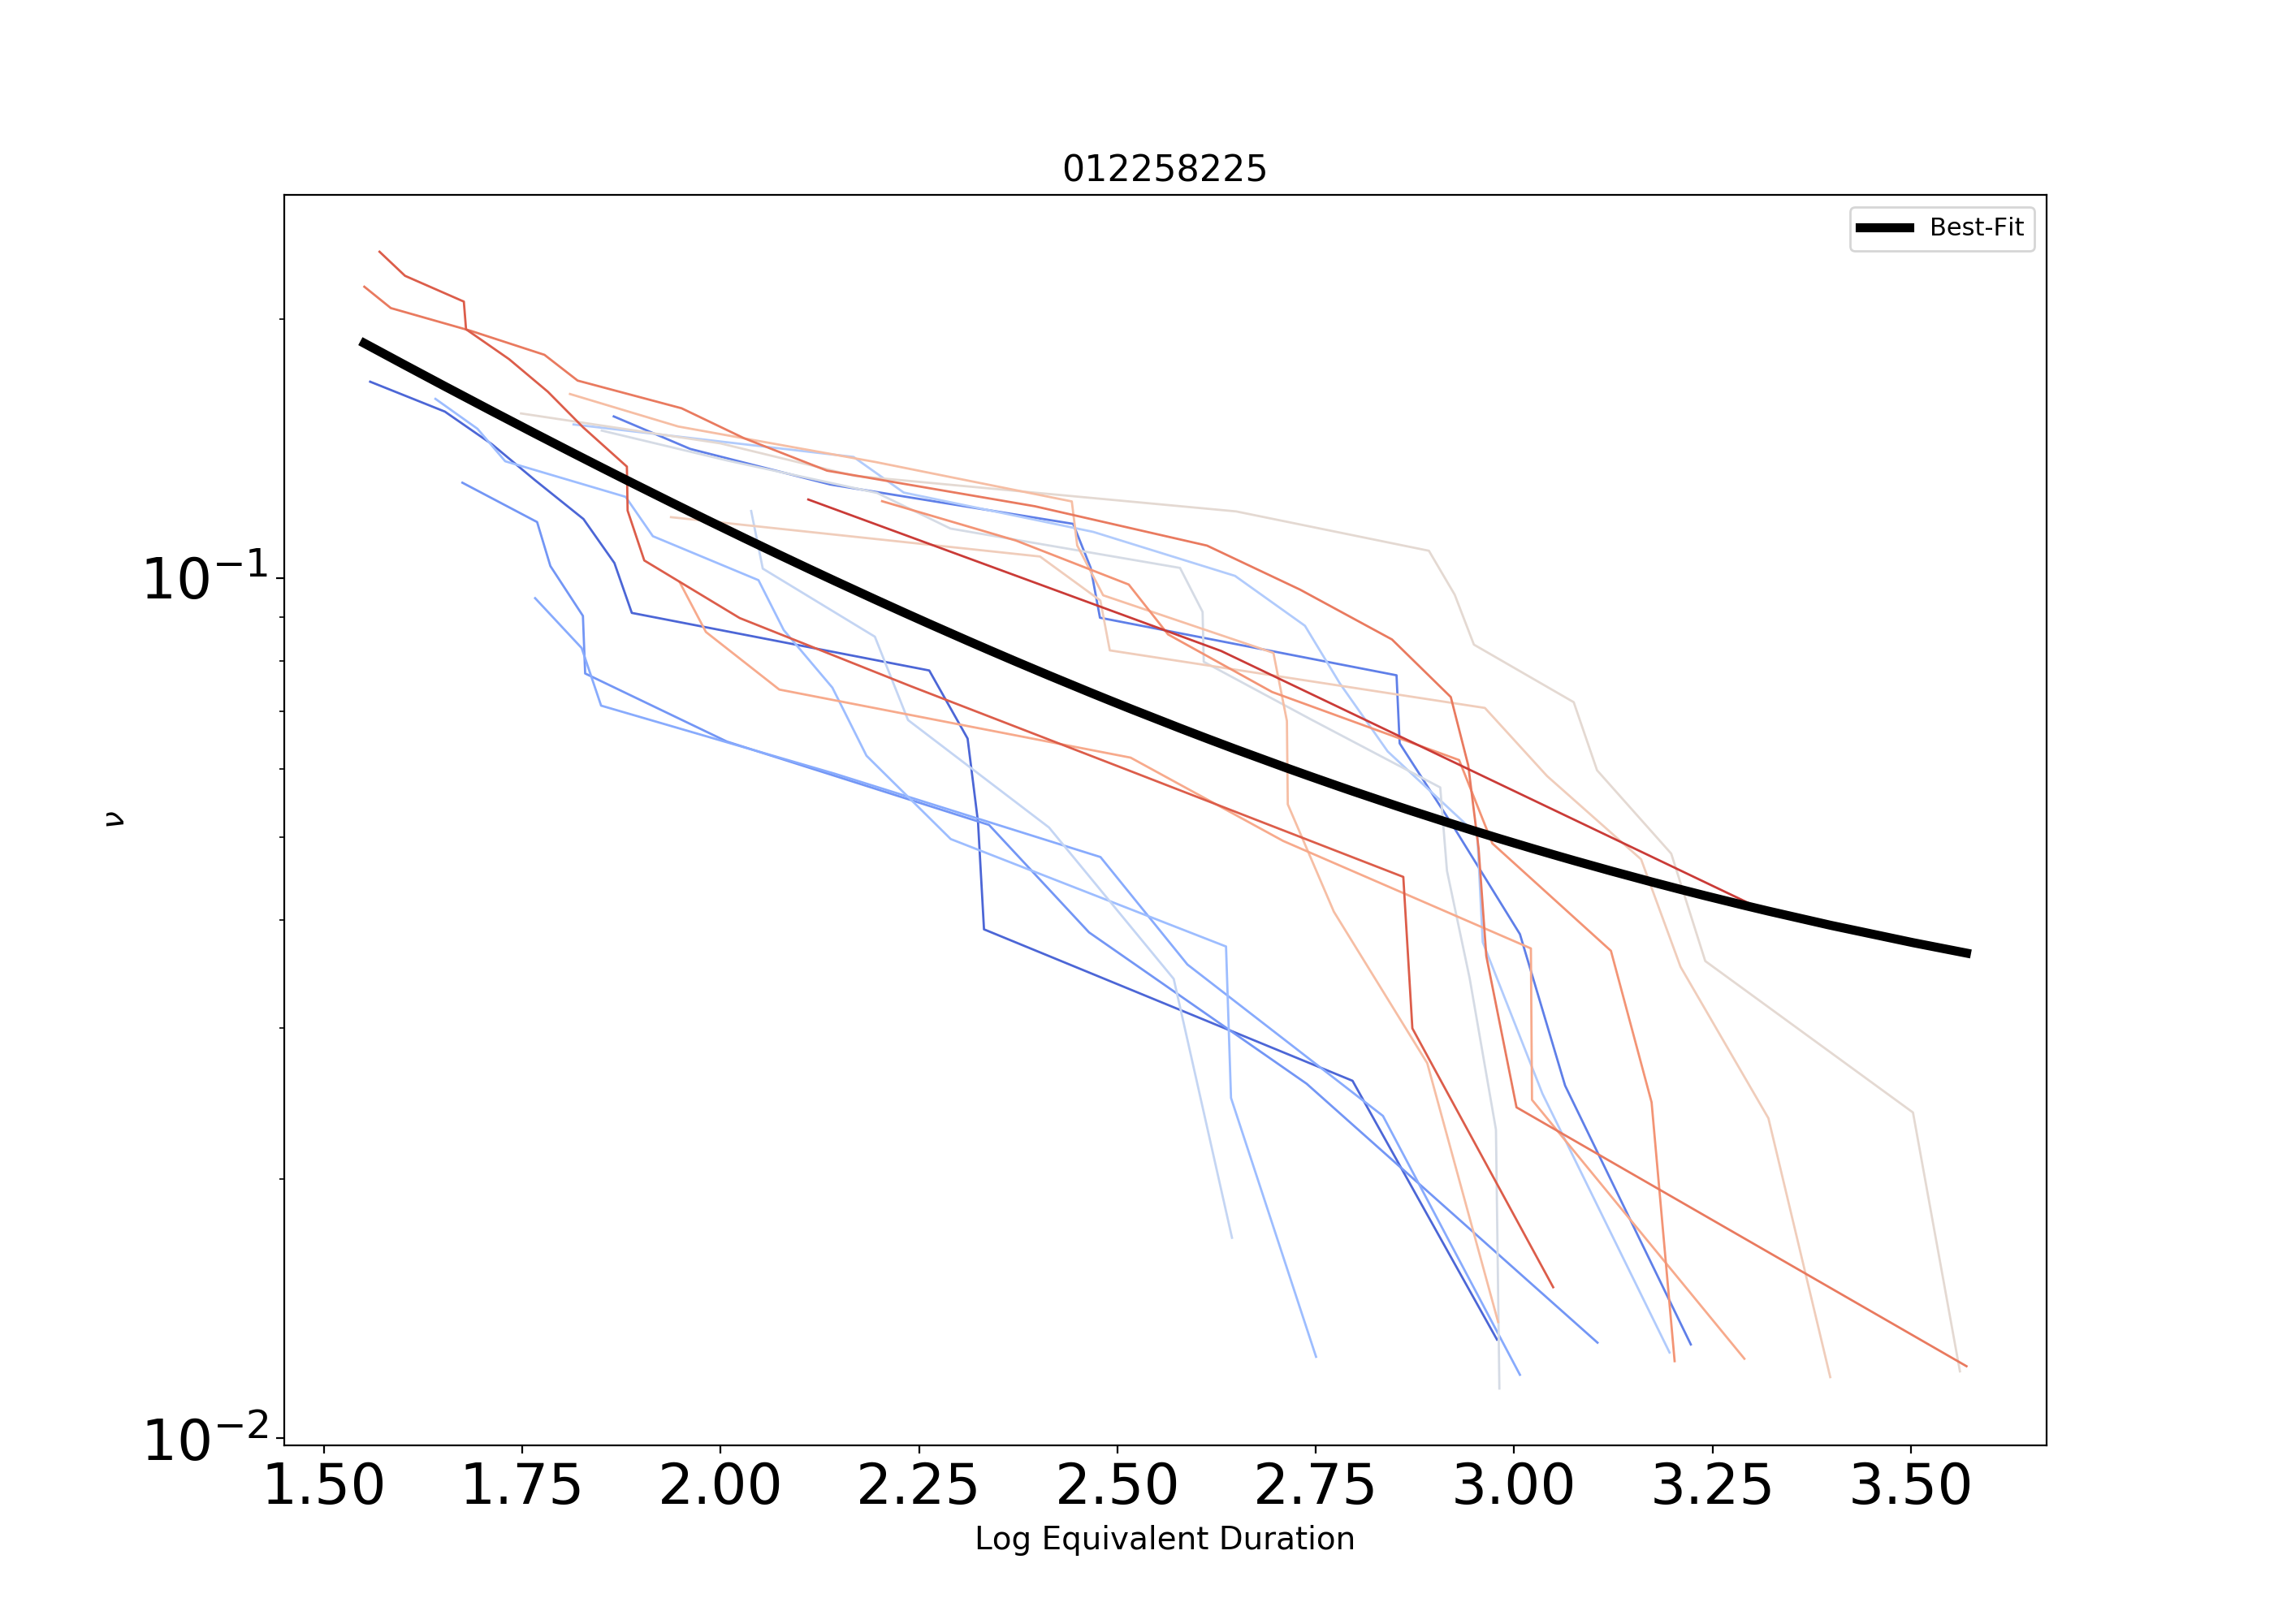 012258225
Best-Fit
10⁻¹
ν
10⁻²
1.50 1.75 2.00 2.25 2.50 2.75 3.00 3.25 3.50
Log Equivalent Duration